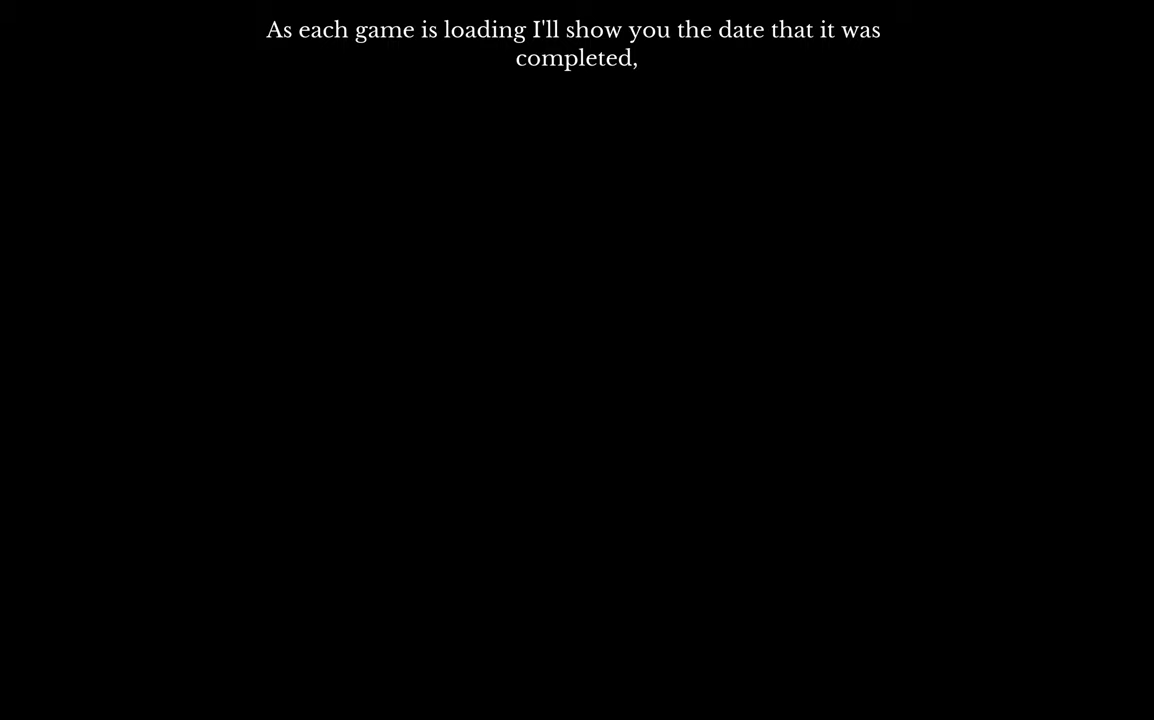 As each game is loading I'll show you the date that it was
completed,